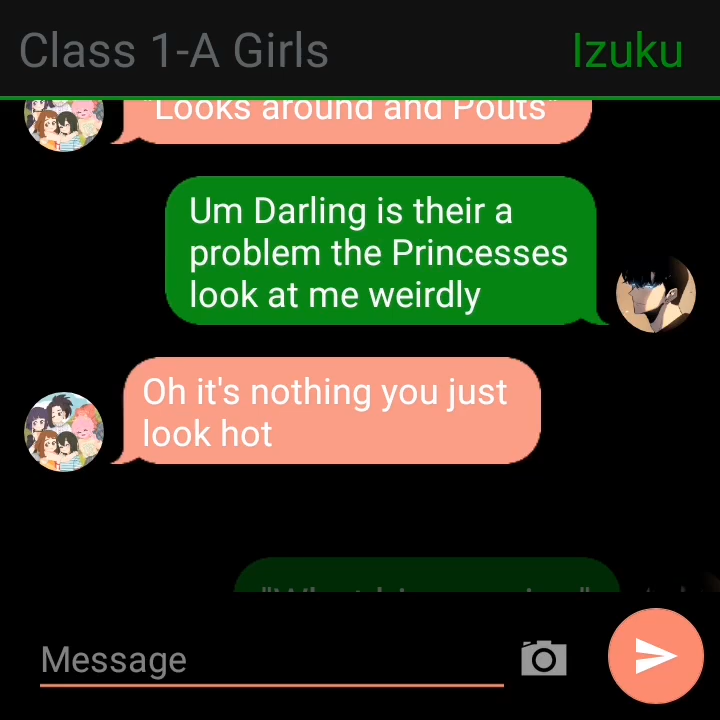 Class 1-A Girls
Izuku
"Looks around and Pouts"
Um Darling is their a
problem the Princesses
look at me weirdly
Oh it's nothing you just
look hot
Message